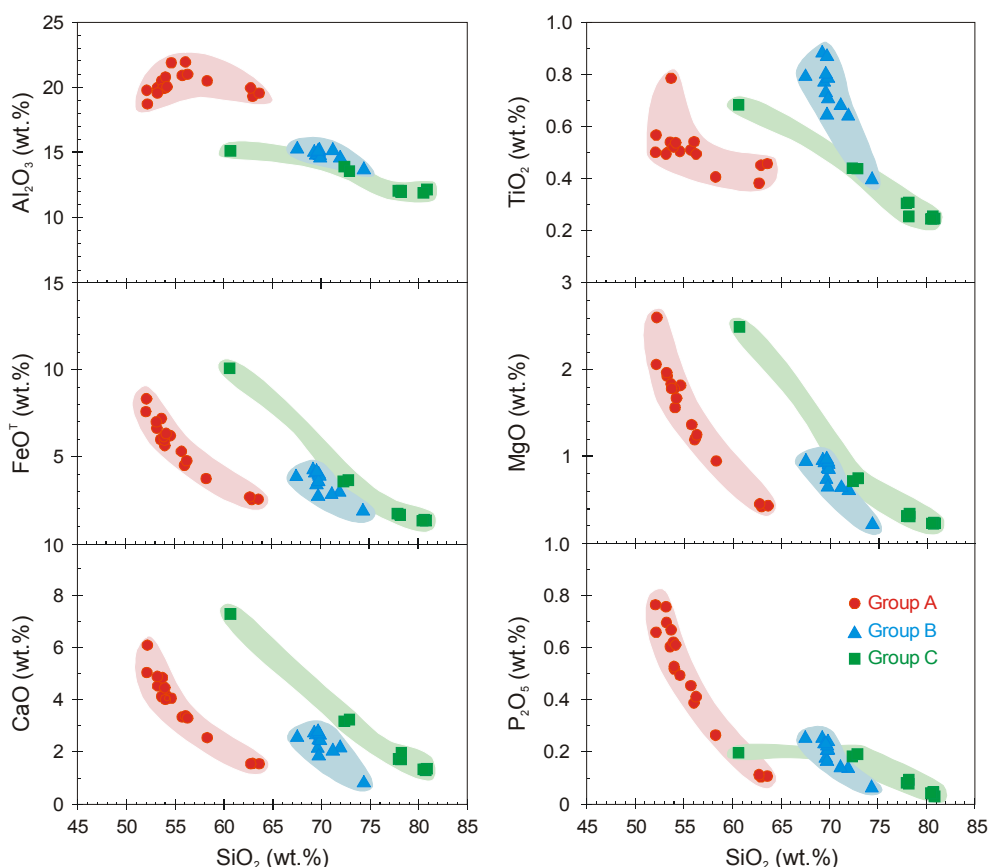 25
20
15
10
15
Al₂O₃ (wt.%)
1.0
0.8
0.6
0.4
0.2
3
TiO₂ (wt.%)
10
5
10
FeOᵀ (wt.%)
2
1
1.0
MgO (wt.%)
8
6
4
2
0
CaO (wt.%)
45 50 55 60 65 70 75 80 85
SiO₂ (wt.%)
0.8
0.6
0.4
0.2
0.0
P₂O₅ (wt.%)
Group A
Group B
Group C
45 50 55 60 65 70 75 80 85
SiO₂ (wt.%)